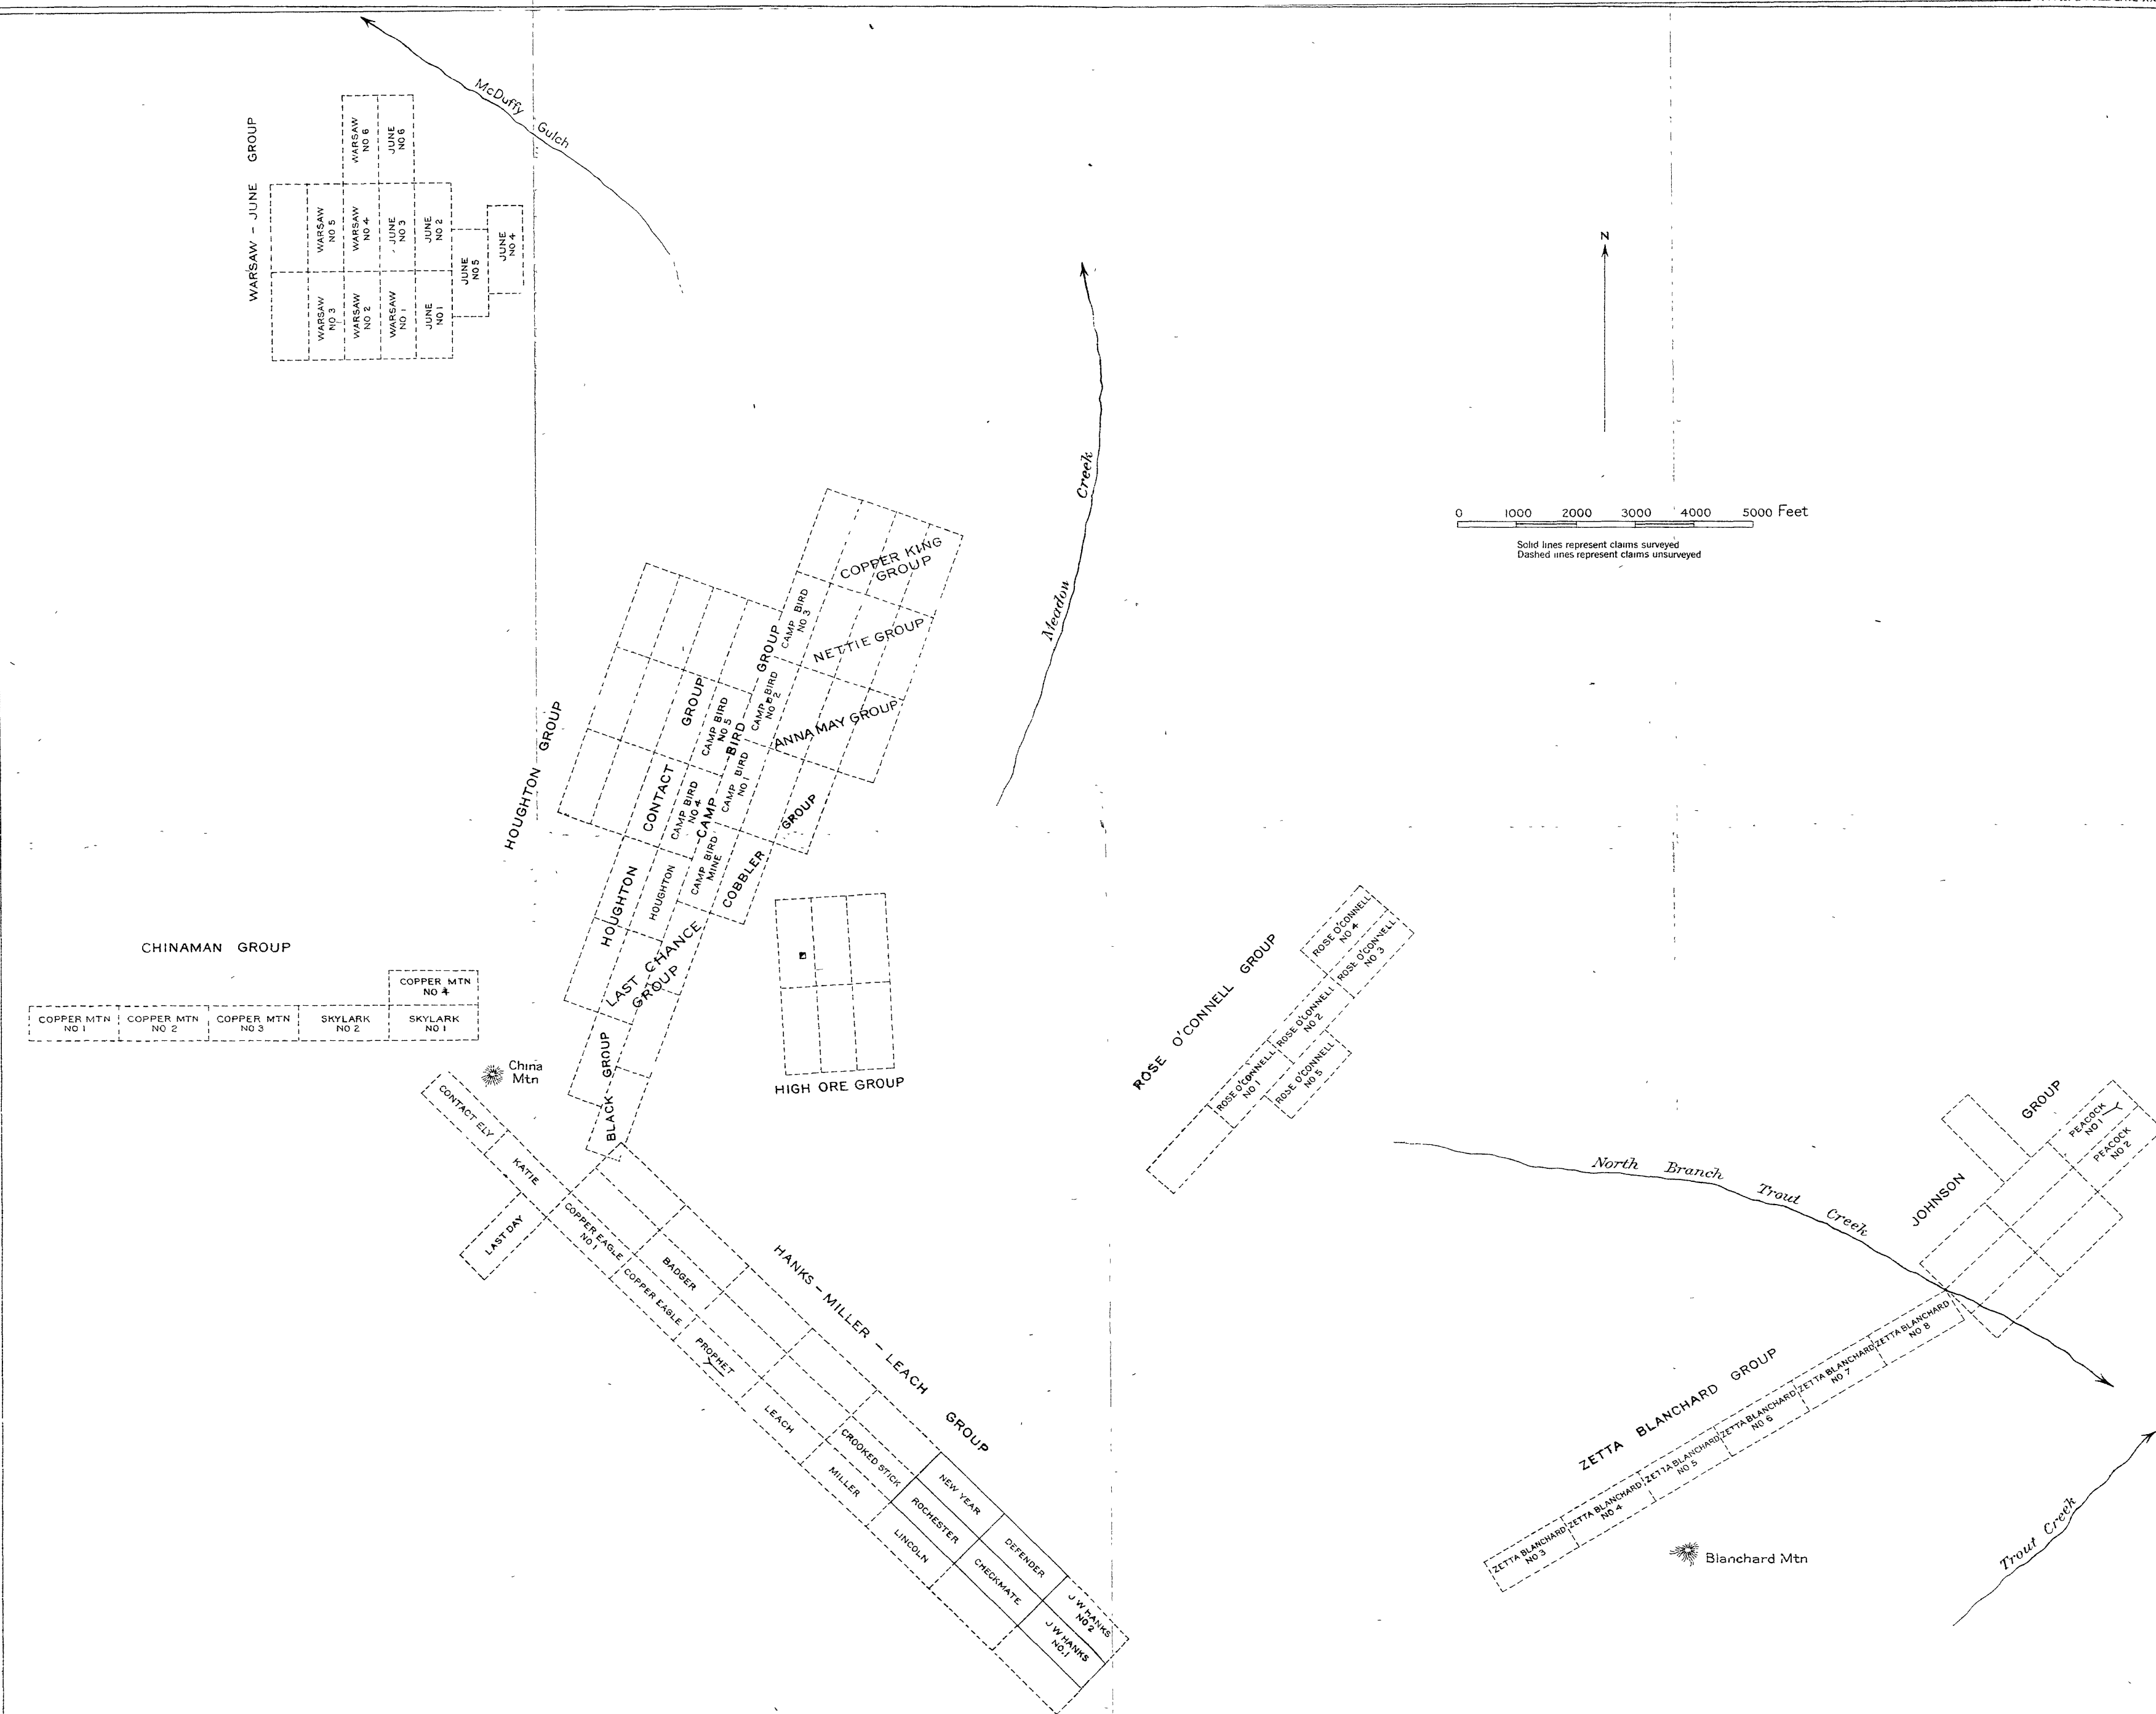 McDuffy Gulch
WARSAW - JUNE GROUP
WARSAW
NO 6
JUNE
NO 6
WARSAW
NO 5
WARSAW
NO 4
JUNE
NO 3
JUNE
NO 2
JUNE
NO 5
JUNE
NO 4
WARSAW
NO 3
WARSAW
NO 2
WARSAW
NO 1
JUNE
NO 1
N
0 1000 2000 3000 4000 5000 Feet
Solid lines represent claims surveyed
Dashed lines represent claims unsurveyed
Meadow Creek
COPPER KING
GROUP
NETTIE GROUP
ANNA MAY GROUP
CAMP BIRD GROUP
CAMP BIRD
NO 3
CAMP BIRD
NO 2
CAMP BIRD
NO 1
CAMP BIRD
NO 5
CAMP BIRD
NO 4
CAMP BIRD
MINE
CONTACT GROUP
HOUGHTON GROUP
HOUGHTON
HOUGHTON
COBBLER GROUP
LAST CHANCE
GROUP
BLACK GROUP
HIGH ORE GROUP
CHINAMAN GROUP
COPPER MTN
NO 4
COPPER MTN
NO 1
COPPER MTN
NO 2
COPPER MTN
NO 3
SKYLARK
NO 2
SKYLARK
NO 1
China
Mtn
CONTACT ELY
KATIE
LAST DAY
COPPER EAGLE
NO 1
COPPER EAGLE
BADGER
PROPHET
LEACH
MILLER
CROOKED STICK
HANKS - MILLER - LEACH GROUP
NEW YEAR
ROCHESTER
LINCOLN
DEFENDER
CHECKMATE
J W HANKS
NO 2
J W HANKS
NO.1
ROSE O'CONNELL GROUP
ROSE O'CONNELL
NO 4
ROSE O'CONNELL
NO 3
ROSE O'CONNELL
NO 2
ROSE O'CONNELL
NO 1
ROSE O'CONNELL
NO 5
North Branch Trout Creek
JOHNSON GROUP
PEACOCK
NO 1
PEACOCK
NO 2
ZETTA BLANCHARD GROUP
ZETTA BLANCHARD
NO 3
ZETTA BLANCHARD
NO 4
ZETTA BLANCHARD
NO 5
ZETTA BLANCHARD
NO 6
ZETTA BLANCHARD
NO 7
ZETTA BLANCHARD
NO 8
Blanchard Mtn
Trout Creek